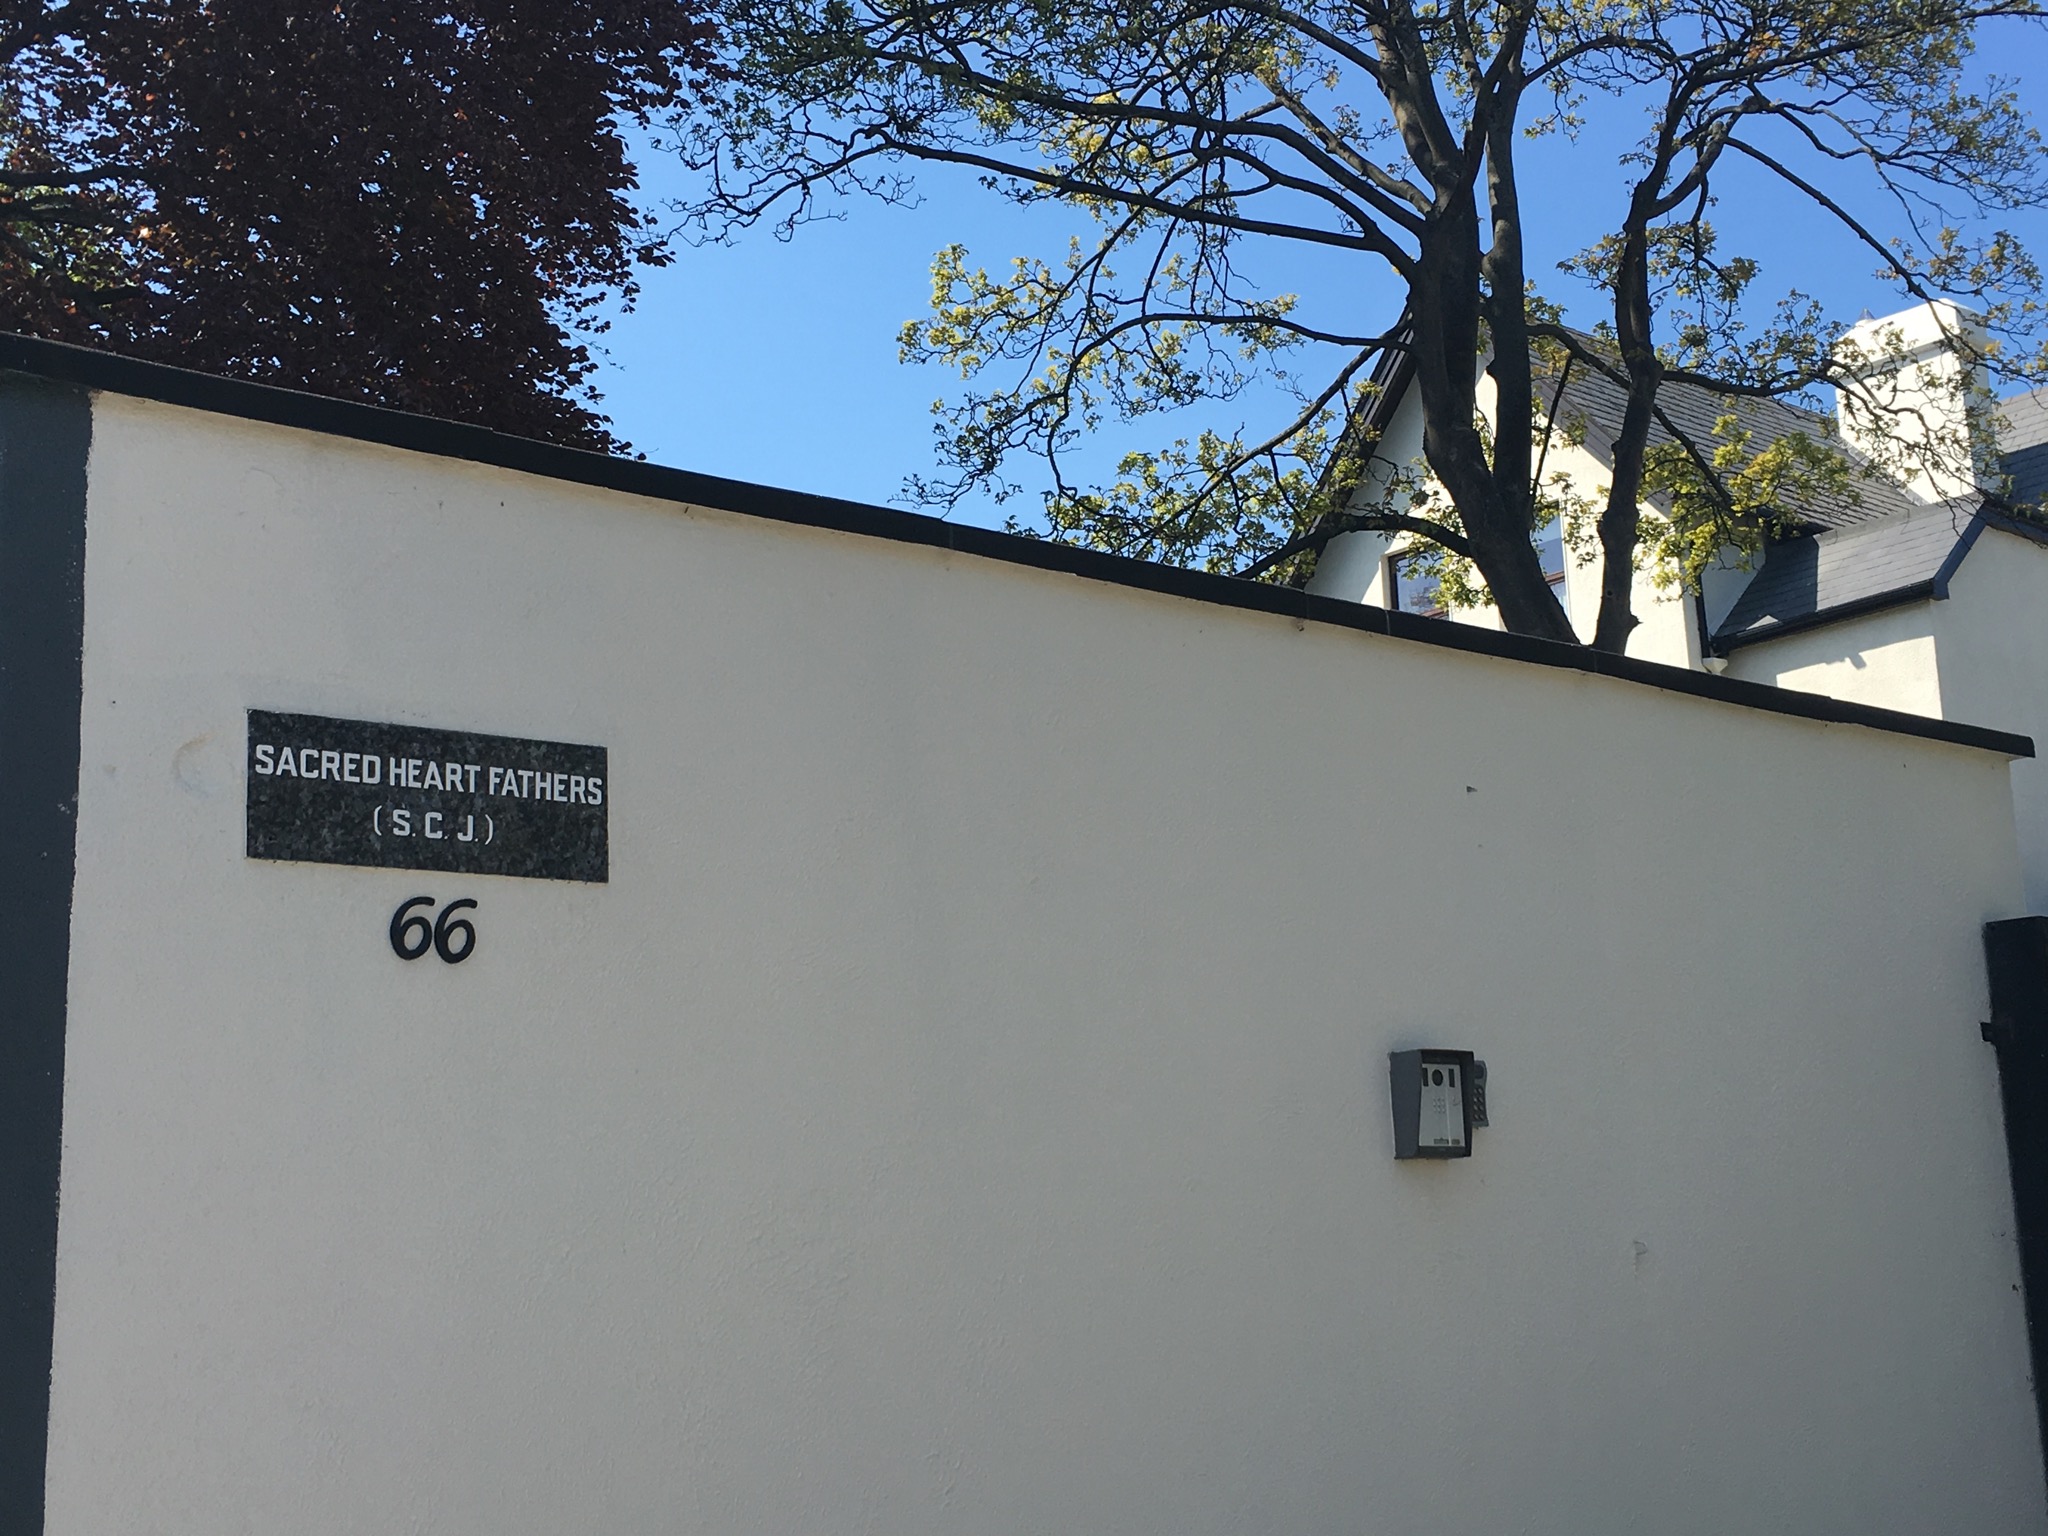 SACRED HEART FATHERS
( S. C. J. )
66